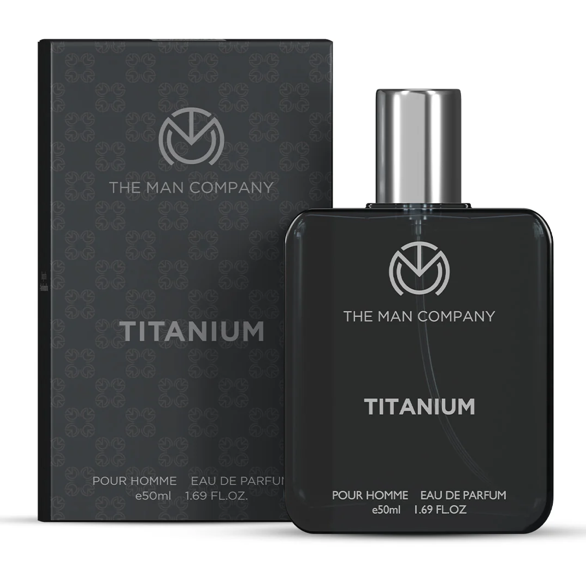 THE MAN COMPANY
TITANIUM
POUR HOMME EAU DE PARFUM
e50ml 1.69 FL.OZ.
THE MAN COMPANY
TITANIUM
POUR HOMME EAU DE PARFUM
e50ml 1.69 FL.OZ